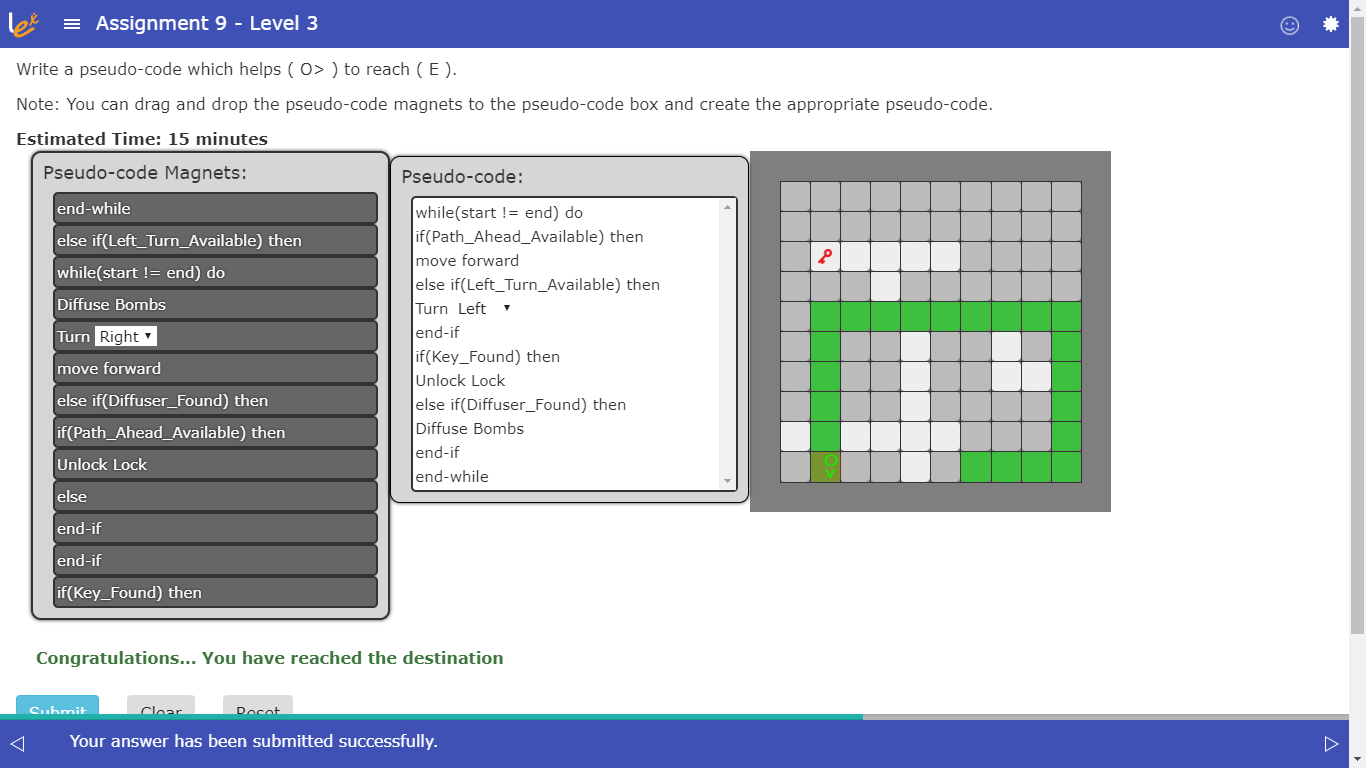 Lex
Assignment 9 - Level 3
Write a pseudo-code which helps ( O> ) to reach ( E ).
Note: You can drag and drop the pseudo-code magnets to the pseudo-code box and create the appropriate pseudo-code.
Estimated Time: 15 minutes
Pseudo-code Magnets:
end-while
else if(Left_Turn_Available) then
while(start != end) do
Diffuse Bombs
Turn Right
move forward
else if(Diffuser_Found) then
if(Path_Ahead_Available) then
Unlock Lock
else
end-if
end-if
if(Key_Found) then
Pseudo-code:
while(start != end) do
if(Path_Ahead_Available) then
move forward
else if(Left_Turn_Available) then
Turn Left
end-if
if(Key_Found) then
Unlock Lock
else if(Diffuser_Found) then
Diffuse Bombs
end-if
end-while
O>
Congratulations... You have reached the destination
Submit
Clear
Reset
Your answer has been submitted successfully.